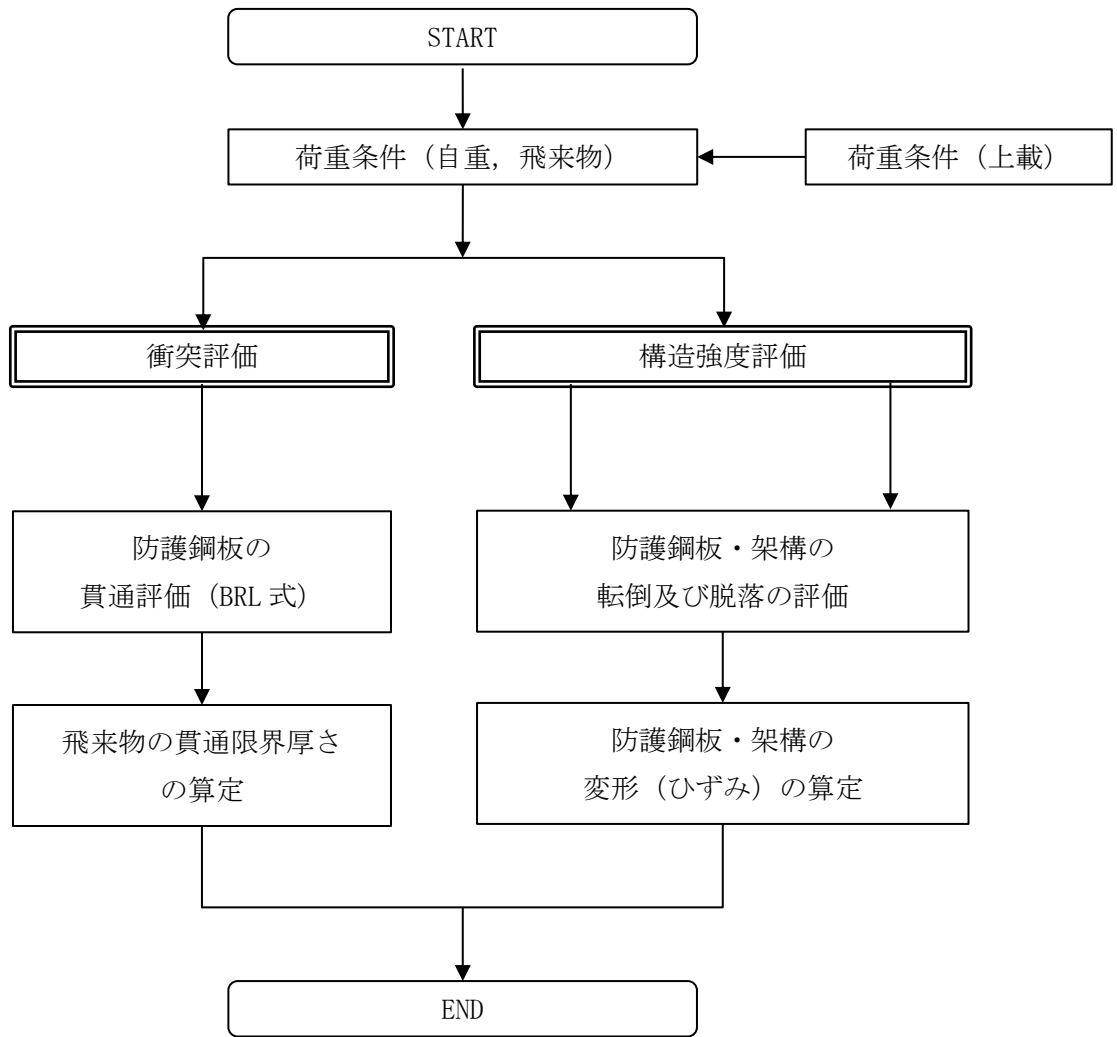 START
荷重条件（自重，飛来物）
荷重条件（上載）
衝突評価
構造強度評価
防護鋼板の
貫通評価（BRL 式）
防護鋼板・架構の
転倒及び脱落の評価
飛来物の貫通限界厚さ
の算定
防護鋼板・架構の
変形（ひずみ）の算定
END